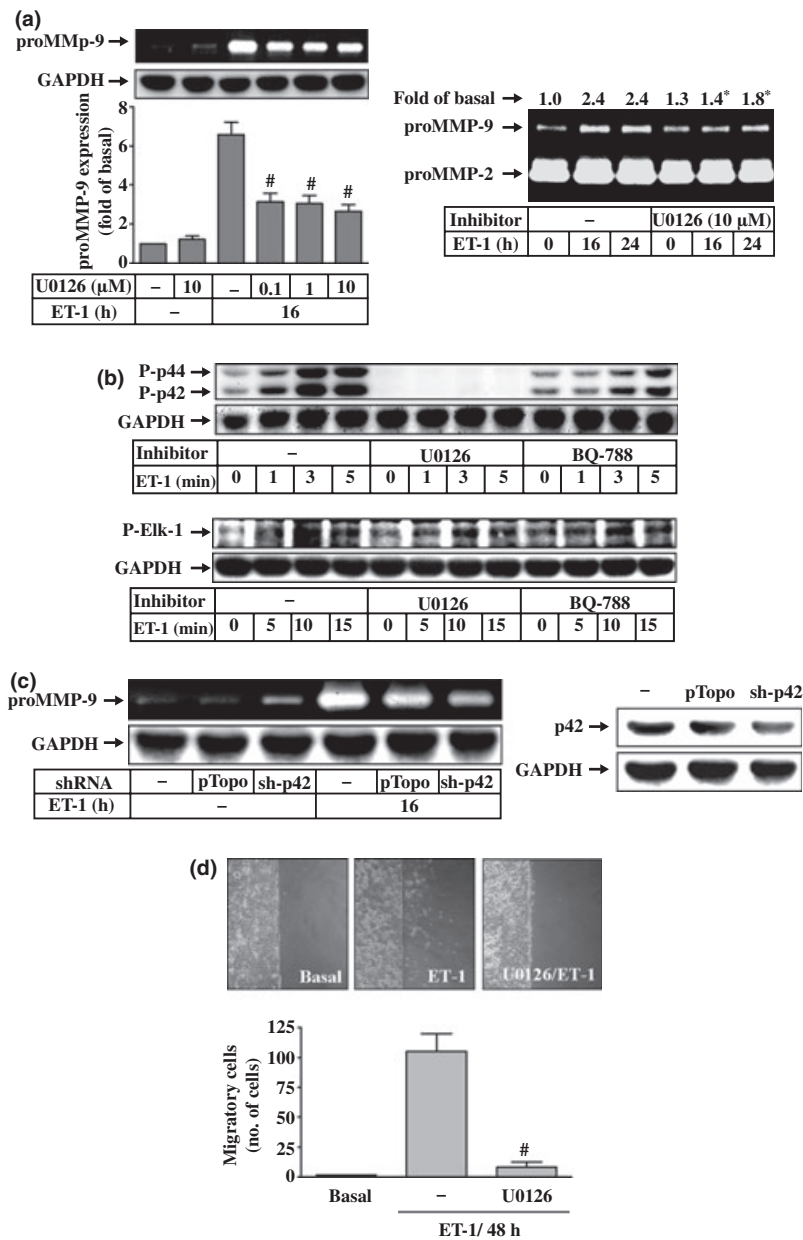 (a)
proMMp-9
GAPDH
proMMP-9 expression
(fold of basal)
8
6
4
2
0
# # #
U0126 (µM) – 10 – 0.1 1 10
ET-1 (h) – 16
Fold of basal 1.0 2.4 2.4 1.3 1.4* 1.8*
proMMP-9
proMMP-2
Inhibitor – U0126 (10 µM)
ET-1 (h) 0 16 24 0 16 24
(b)
P-p44
P-p42
GAPDH
Inhibitor – U0126 BQ-788
ET-1 (min) 0 1 3 5 0 1 3 5 0 1 3 5
P-Elk-1
GAPDH
Inhibitor – U0126 BQ-788
ET-1 (min) 0 5 10 15 0 5 10 15 0 5 10 15
(c)
proMMP-9
GAPDH
shRNA – pTopo sh-p42 – pTopo sh-p42
ET-1 (h) – 16
– pTopo sh-p42
p42
GAPDH
(d)
Basal ET-1 U0126/ET-1
Migratory cells
(no. of cells)
125
100
75
50
25
0
#
Basal – U0126
ET-1/ 48 h